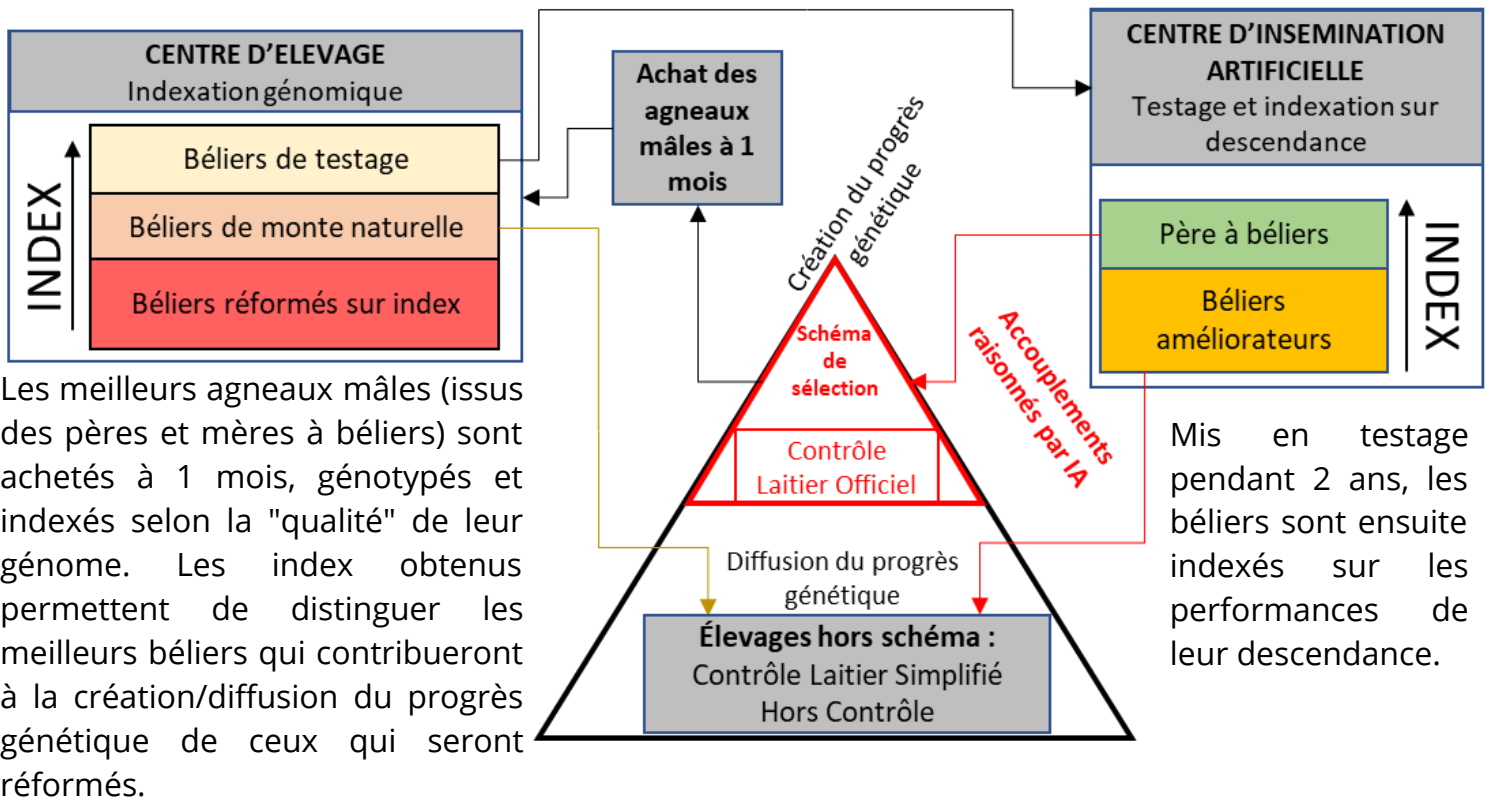 CENTRE D'ELEVAGE
Indexation génomique
INDEX
Béliers de testage
Béliers de monte naturelle
Béliers réformés sur index
Les meilleurs agneaux mâles (issus
des pères et mères à béliers) sont
achetés à 1 mois, génotypés et
indexés selon la "qualité" de leur
génome. Les index obtenus
permettent de distinguer les
meilleurs béliers qui contribueront
à la création/diffusion du progrès
génétique de ceux qui seront
réformés.
Achat des
agneaux
mâles à 1
mois
Création du progrès
génétique
Schéma
de
sélection
Contrôle
Laitier Officiel
Diffusion du progrès
génétique
Élevages hors schéma :
Contrôle Laitier Simplifié
Hors Contrôle
Accouplements
raisonnés par IA
CENTRE D'INSEMINATION
ARTIFICIELLE
Testage et indexation sur
descendance
Père à béliers
Béliers
améliorateurs
INDEX
Mis en testage
pendant 2 ans, les
béliers sont ensuite
indexés sur les
performances de
leur descendance.